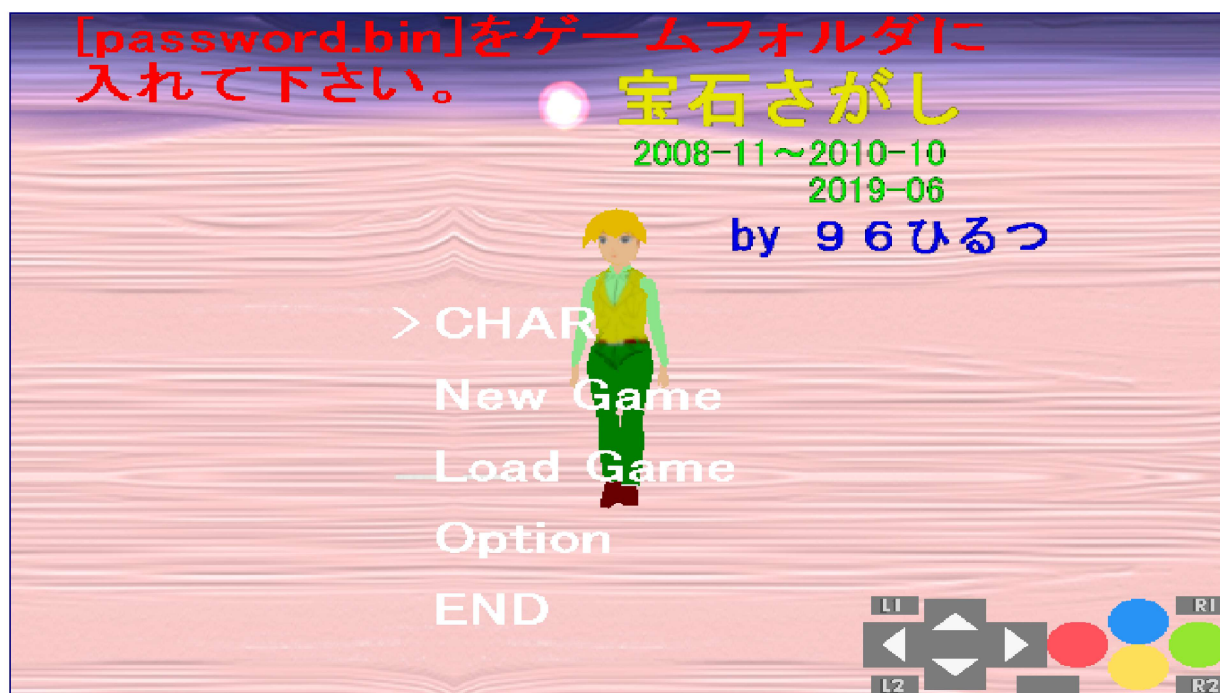 [password.bin]をゲームフォルダに
入れて下さい。
宝石さがし
2008-11～2010-10
2019-06
by ９６ひるつ
>CHAR
New Game
Load Game
Option
END
L1
R1
L2
R2